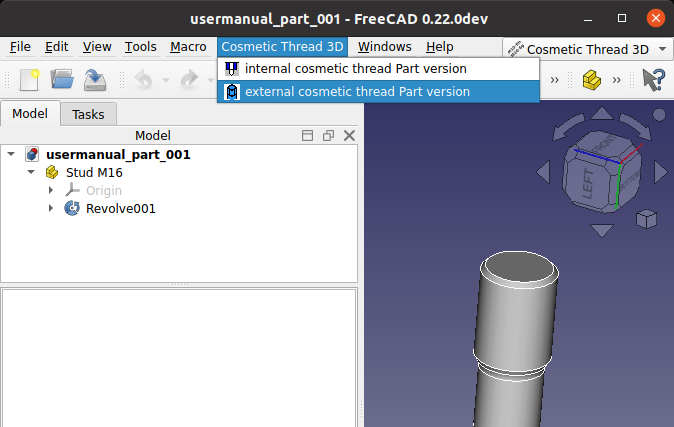 usermanual_part_001 - FreeCAD 0.22.0dev
File Edit View Tools Macro Cosmetic Thread 3D Windows Help Cosmetic Thread 3D
internal cosmetic thread Part version
external cosmetic thread Part version
Model Tasks
Model
usermanual_part_001
Stud M16
Origin
Revolve001
FRONT
LEFT